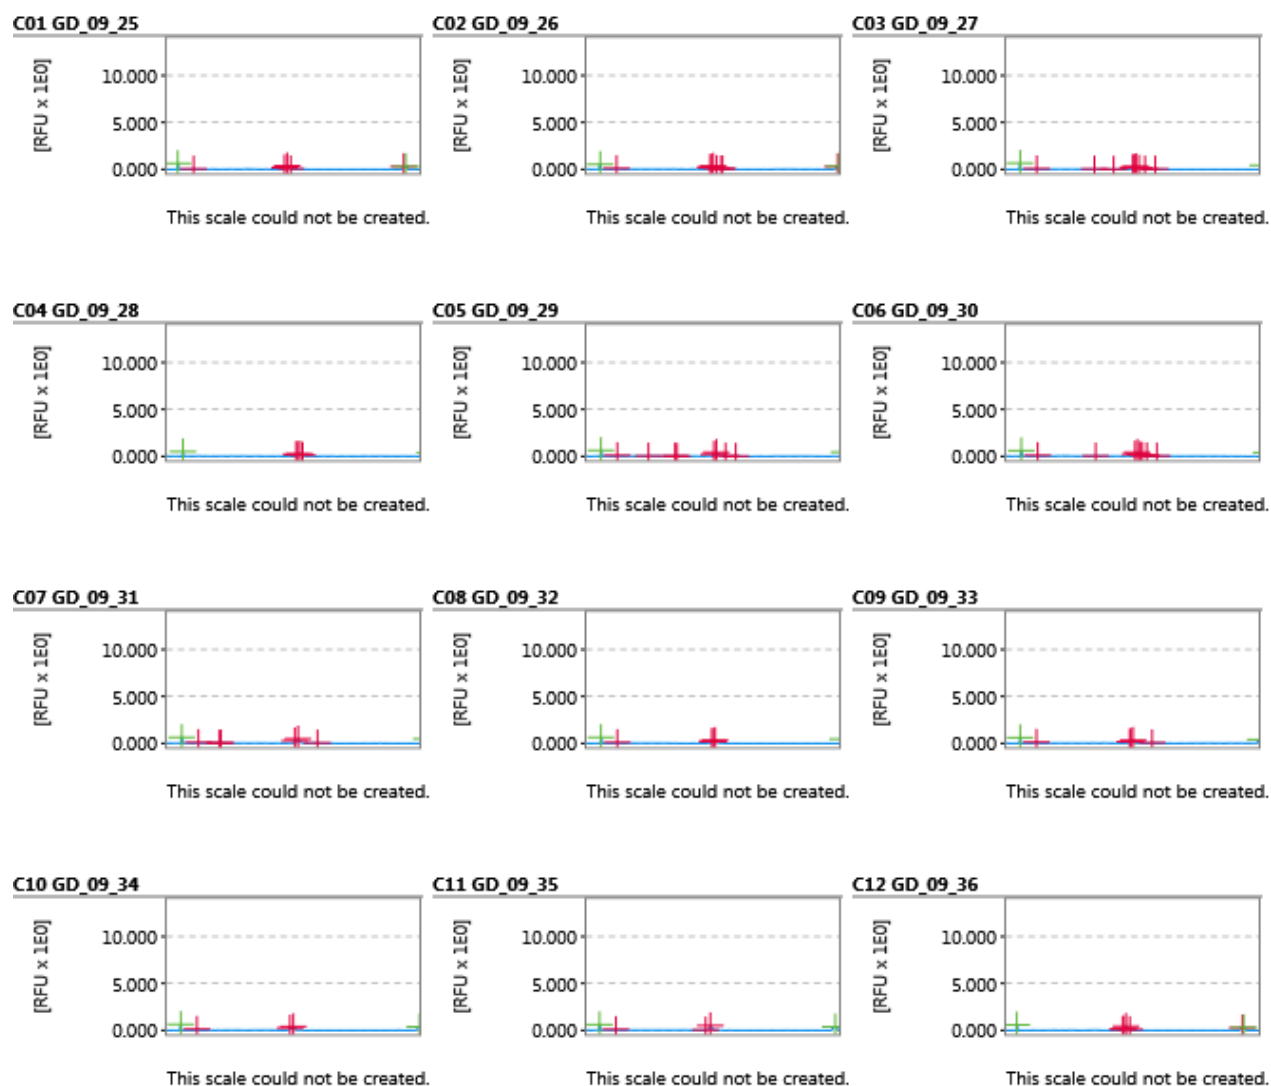 C01 GD_09_25 C02 GD_09_26 C03 GD_09_27
[RFU x 1E0] 10.000 [RFU x 1E0] 10.000 [RFU x 1E0] 10.000
5.000 5.000 5.000
0.000 0.000 0.000
This scale could not be created. This scale could not be created. This scale could not be created.
C04 GD_09_28 C05 GD_09_29 C06 GD_09_30
[RFU x 1E0] 10.000 [RFU x 1E0] 10.000 [RFU x 1E0] 10.000
5.000 5.000 5.000
0.000 0.000 0.000
This scale could not be created. This scale could not be created. This scale could not be created.
C07 GD_09_31 C08 GD_09_32 C09 GD_09_33
[RFU x 1E0] 10.000 [RFU x 1E0] 10.000 [RFU x 1E0] 10.000
5.000 5.000 5.000
0.000 0.000 0.000
This scale could not be created. This scale could not be created. This scale could not be created.
C10 GD_09_34 C11 GD_09_35 C12 GD_09_36
[RFU x 1E0] 10.000 [RFU x 1E0] 10.000 [RFU x 1E0] 10.000
5.000 5.000 5.000
0.000 0.000 0.000
This scale could not be created. This scale could not be created. This scale could not be created.